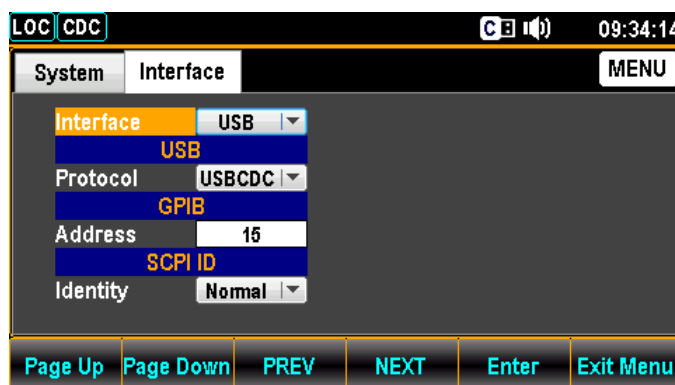 LOC CDC C 09:34:14
System Interface MENU
Interface USB
USB
Protocol USBCDC
GPIB
Address 15
SCPI ID
Identity Normal
Page Up Page Down PREV NEXT Enter Exit Menu